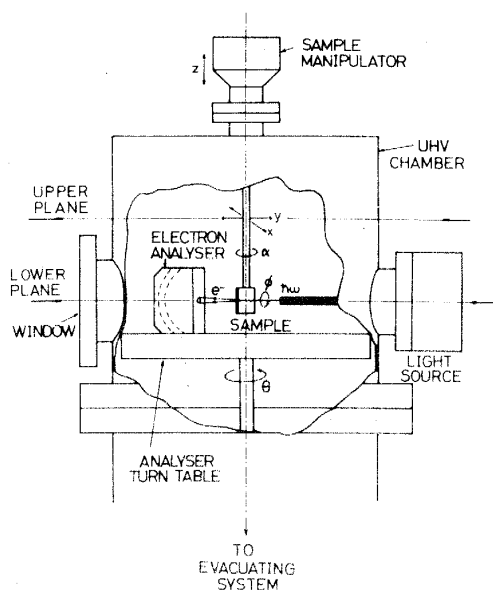 SAMPLE
MANIPULATOR
z
UHV
CHAMBER
UPPER
PLANE
y
x
ELECTRON
ANALYSER
α
LOWER
PLANE
e⁻
ϕ
ħω
SAMPLE
WINDOW
LIGHT
SOURCE
θ
ANALYSER
TURN TABLE
TO
EVACUATING
SYSTEM